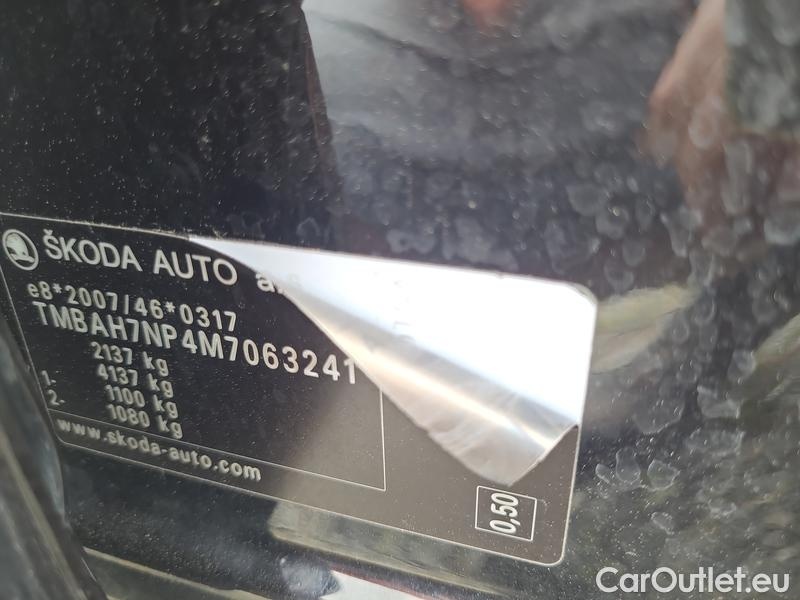 ŠKODA AUTO a.s
e8*2007/46*0317
TMBAH7NP4M7063241
2137 kg
4137 kg
1- 1100 kg
2- 1080 kg
www.skoda-auto.com
0,50
CarOutlet.eu